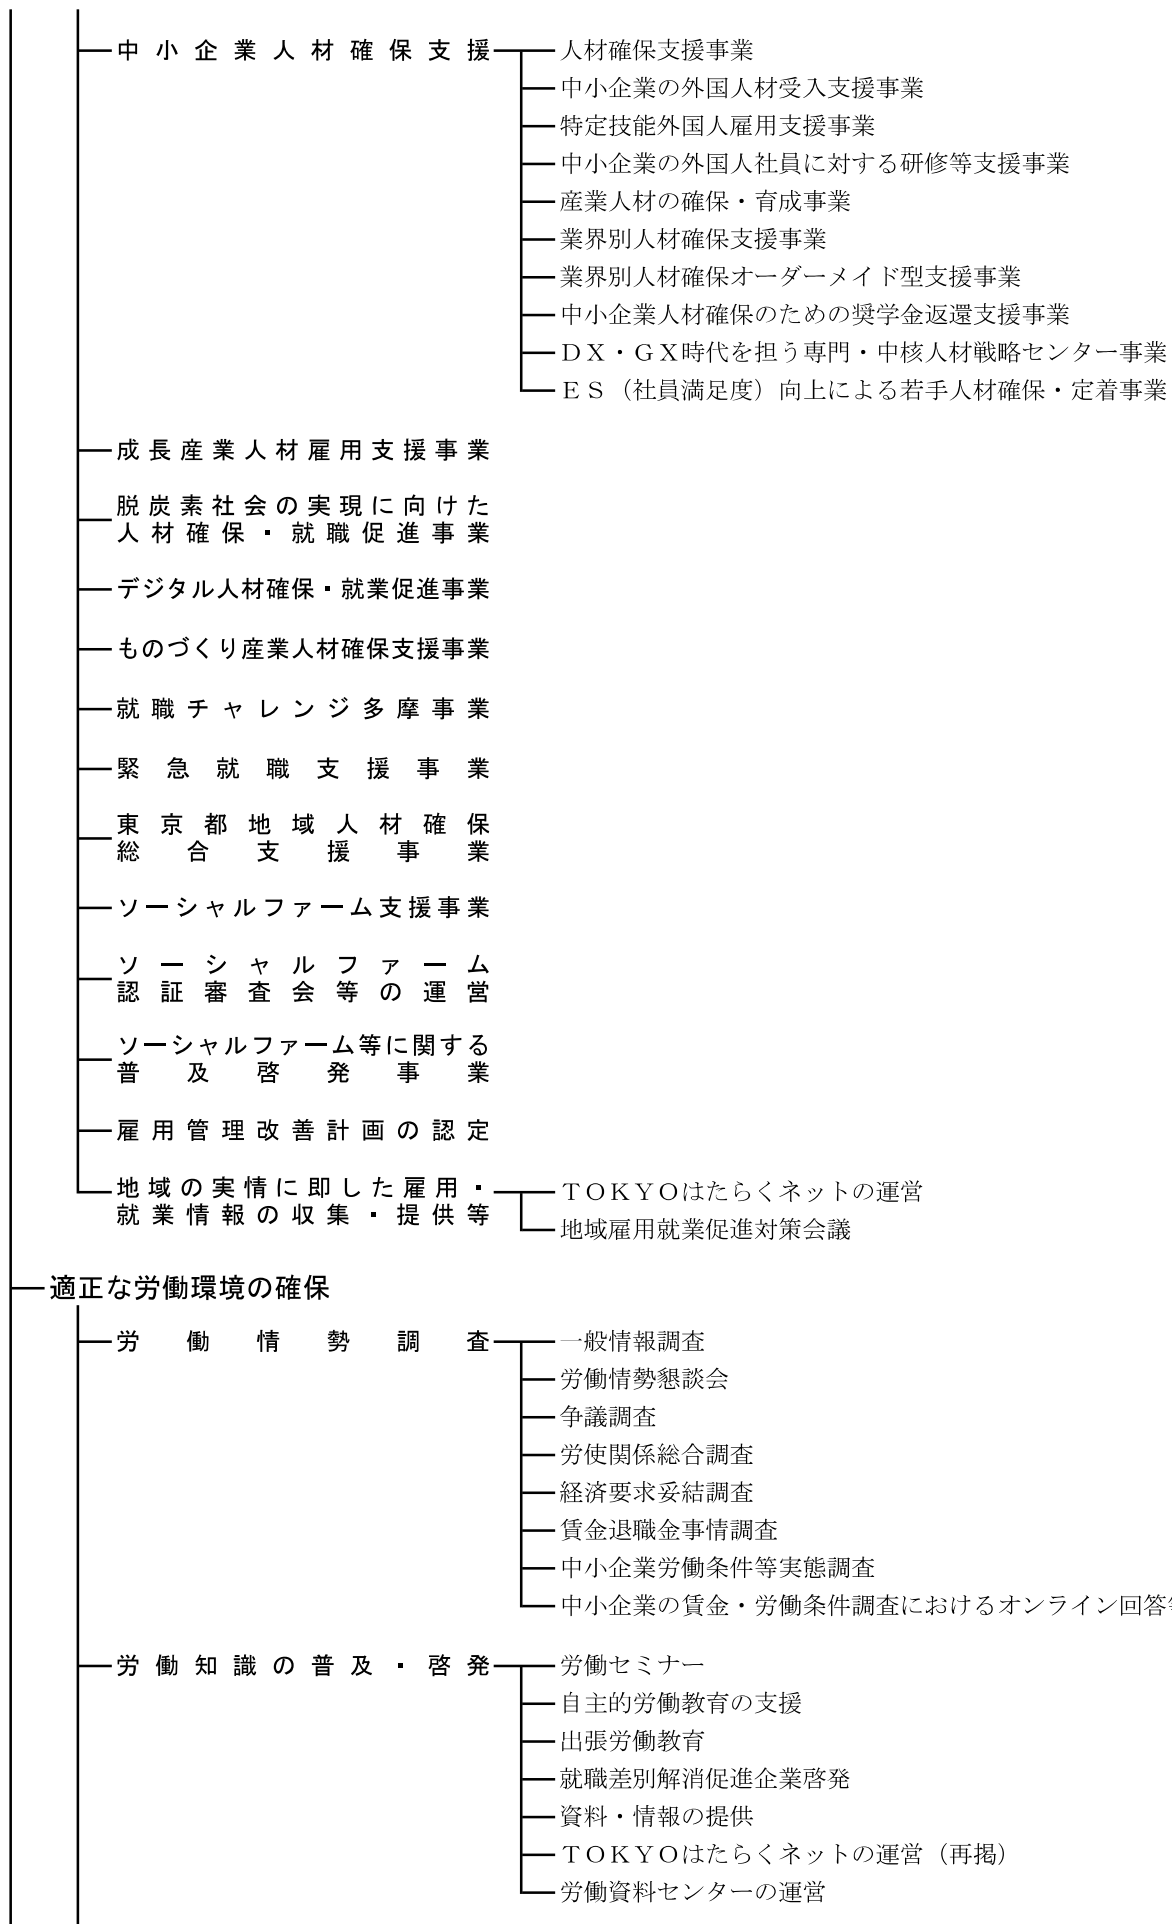 中小企業人材確保支援
人材確保支援事業
中小企業の外国人材受入支援事業
特定技能外国人雇用支援事業
中小企業の外国人社員に対する研修等支援事業
産業人材の確保・育成事業
業界別人材確保支援事業
業界別人材確保オーダーメイド型支援事業
中小企業人材確保のための奨学金返還支援事業
ＤＸ・ＧＸ時代を担う専門・中核人材戦略センター事業
ＥＳ（社員満足度）向上による若手人材確保・定着事業
成長産業人材雇用支援事業
脱炭素社会の実現に向けた
人材確保・就職促進事業
デジタル人材確保・就業促進事業
ものづくり産業人材確保支援事業
就職チャレンジ多摩事業
緊急就職支援事業
東京都地域人材確保
総合支援事業
ソーシャルファーム支援事業
ソーシャルファーム
認証審査会等の運営
ソーシャルファーム等に関する
普及啓発事業
雇用管理改善計画の認定
地域の実情に即した雇用・
就業情報の収集・提供等
ＴＯＫＹＯはたらくネットの運営
地域雇用就業促進対策会議
適正な労働環境の確保
労働情勢調査
一般情報調査
労働情勢懇談会
争議調査
労使関係総合調査
経済要求妥結調査
賃金退職金事情調査
中小企業労働条件等実態調査
中小企業の賃金・労働条件調査におけるオンライン回答
労働知識の普及・啓発
労働セミナー
自主的労働教育の支援
出張労働教育
就職差別解消促進企業啓発
資料・情報の提供
ＴＯＫＹＯはたらくネットの運営（再掲）
労働資料センターの運営